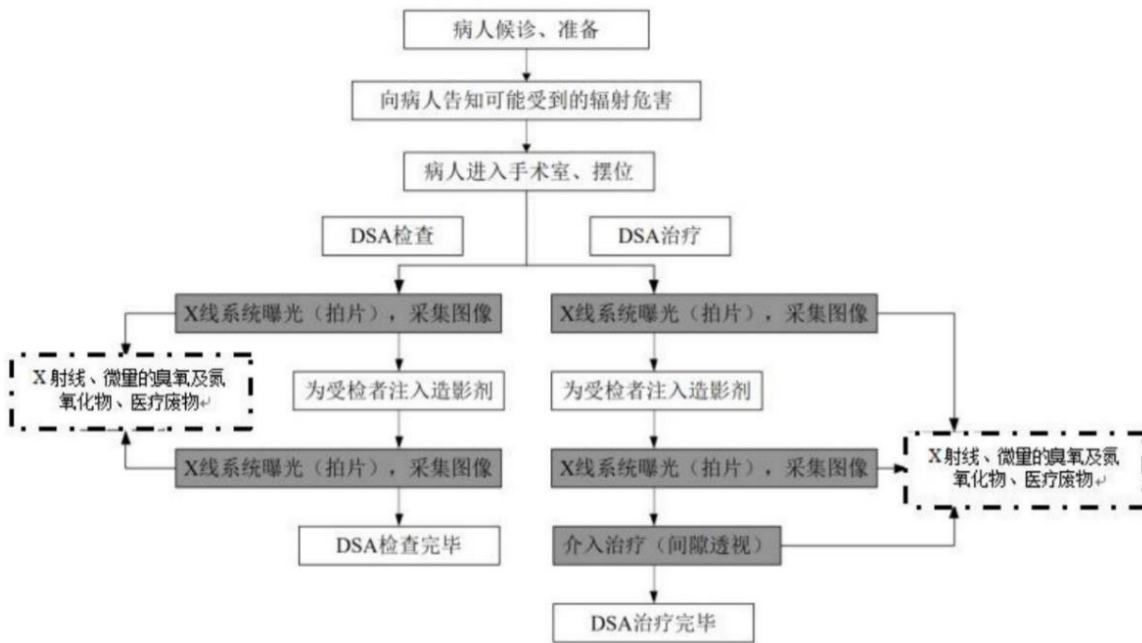 病人候诊、准备
向病人告知可能受到的辐射危害
病人进入手术室、摆位
DSA检查
DSA治疗
X线系统曝光（拍片），采集图像
X线系统曝光（拍片），采集图像
X射线、微量的臭氧及氮
氧化物、医疗废物↵
为受检者注入造影剂
为受检者注入造影剂
X线系统曝光（拍片），采集图像
X线系统曝光（拍片），采集图像
X射线、微量的臭氧及氮
氧化物、医疗废物↵
DSA检查完毕
介入治疗（间隙透视）
DSA治疗完毕